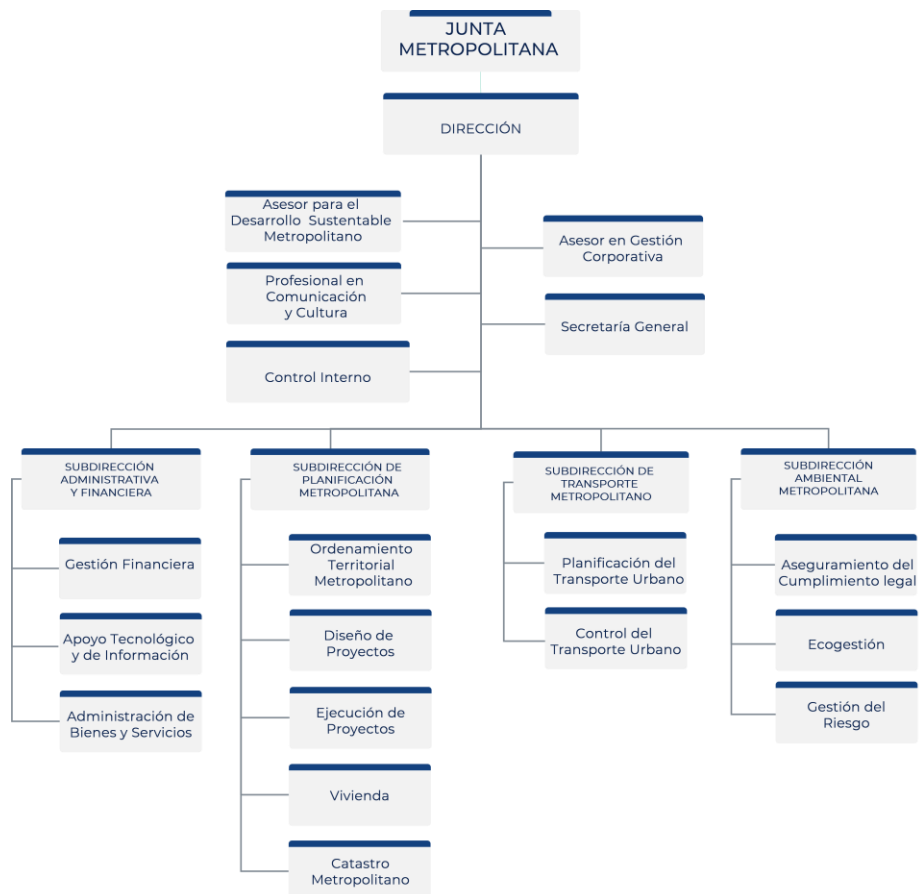 JUNTA
METROPOLITANA
DIRECCIÓN
Asesor para el
Desarrollo Sustentable
Metropolitano
Asesor en Gestión
Corporativa
Profesional en
Comunicación
y Cultura
Secretaría General
Control Interno
SUBDIRECCIÓN
ADMINISTRATIVA
Y FINANCIERA
Gestión Financiera
Apoyo Tecnológico
y de Información
Administración de
Bienes y Servicios
SUBDIRECCIÓN DE
PLANIFICACIÓN
METROPOLITANA
Ordenamiento
Territorial
Metropolitano
Diseño de
Proyectos
Ejecución de
Proyectos
Vivienda
Catastro
Metropolitano
SUBDIRECCIÓN DE
TRANSPORTE
METROPOLITANO
Planificación del
Transporte Urbano
Control del
Transporte Urbano
SUBDIRECCIÓN
AMBIENTAL
METROPOLITANA
Aseguramiento del
Cumplimiento legal
Ecogestión
Gestión del
Riesgo